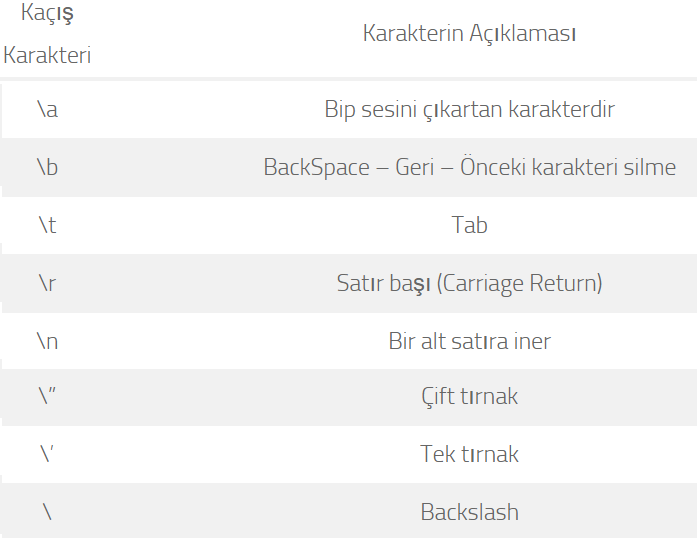 Kaçış
Karakteri
Karakterin Açıklaması
\a Bip sesini çıkartan karakterdir
\b BackSpace – Geri – Önceki karakteri silme
\t Tab
\r Satır başı (Carriage Return)
\n Bir alt satıra iner
\” Çift tırnak
\’ Tek tırnak
\ Backslash